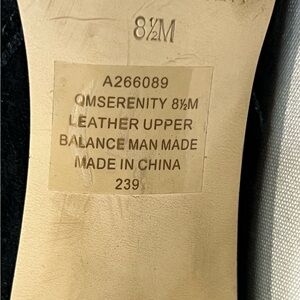 8½M
A266089
QMSERENITY 8½M
LEATHER UPPER
BALANCE MAN MADE
MADE IN CHINA
239